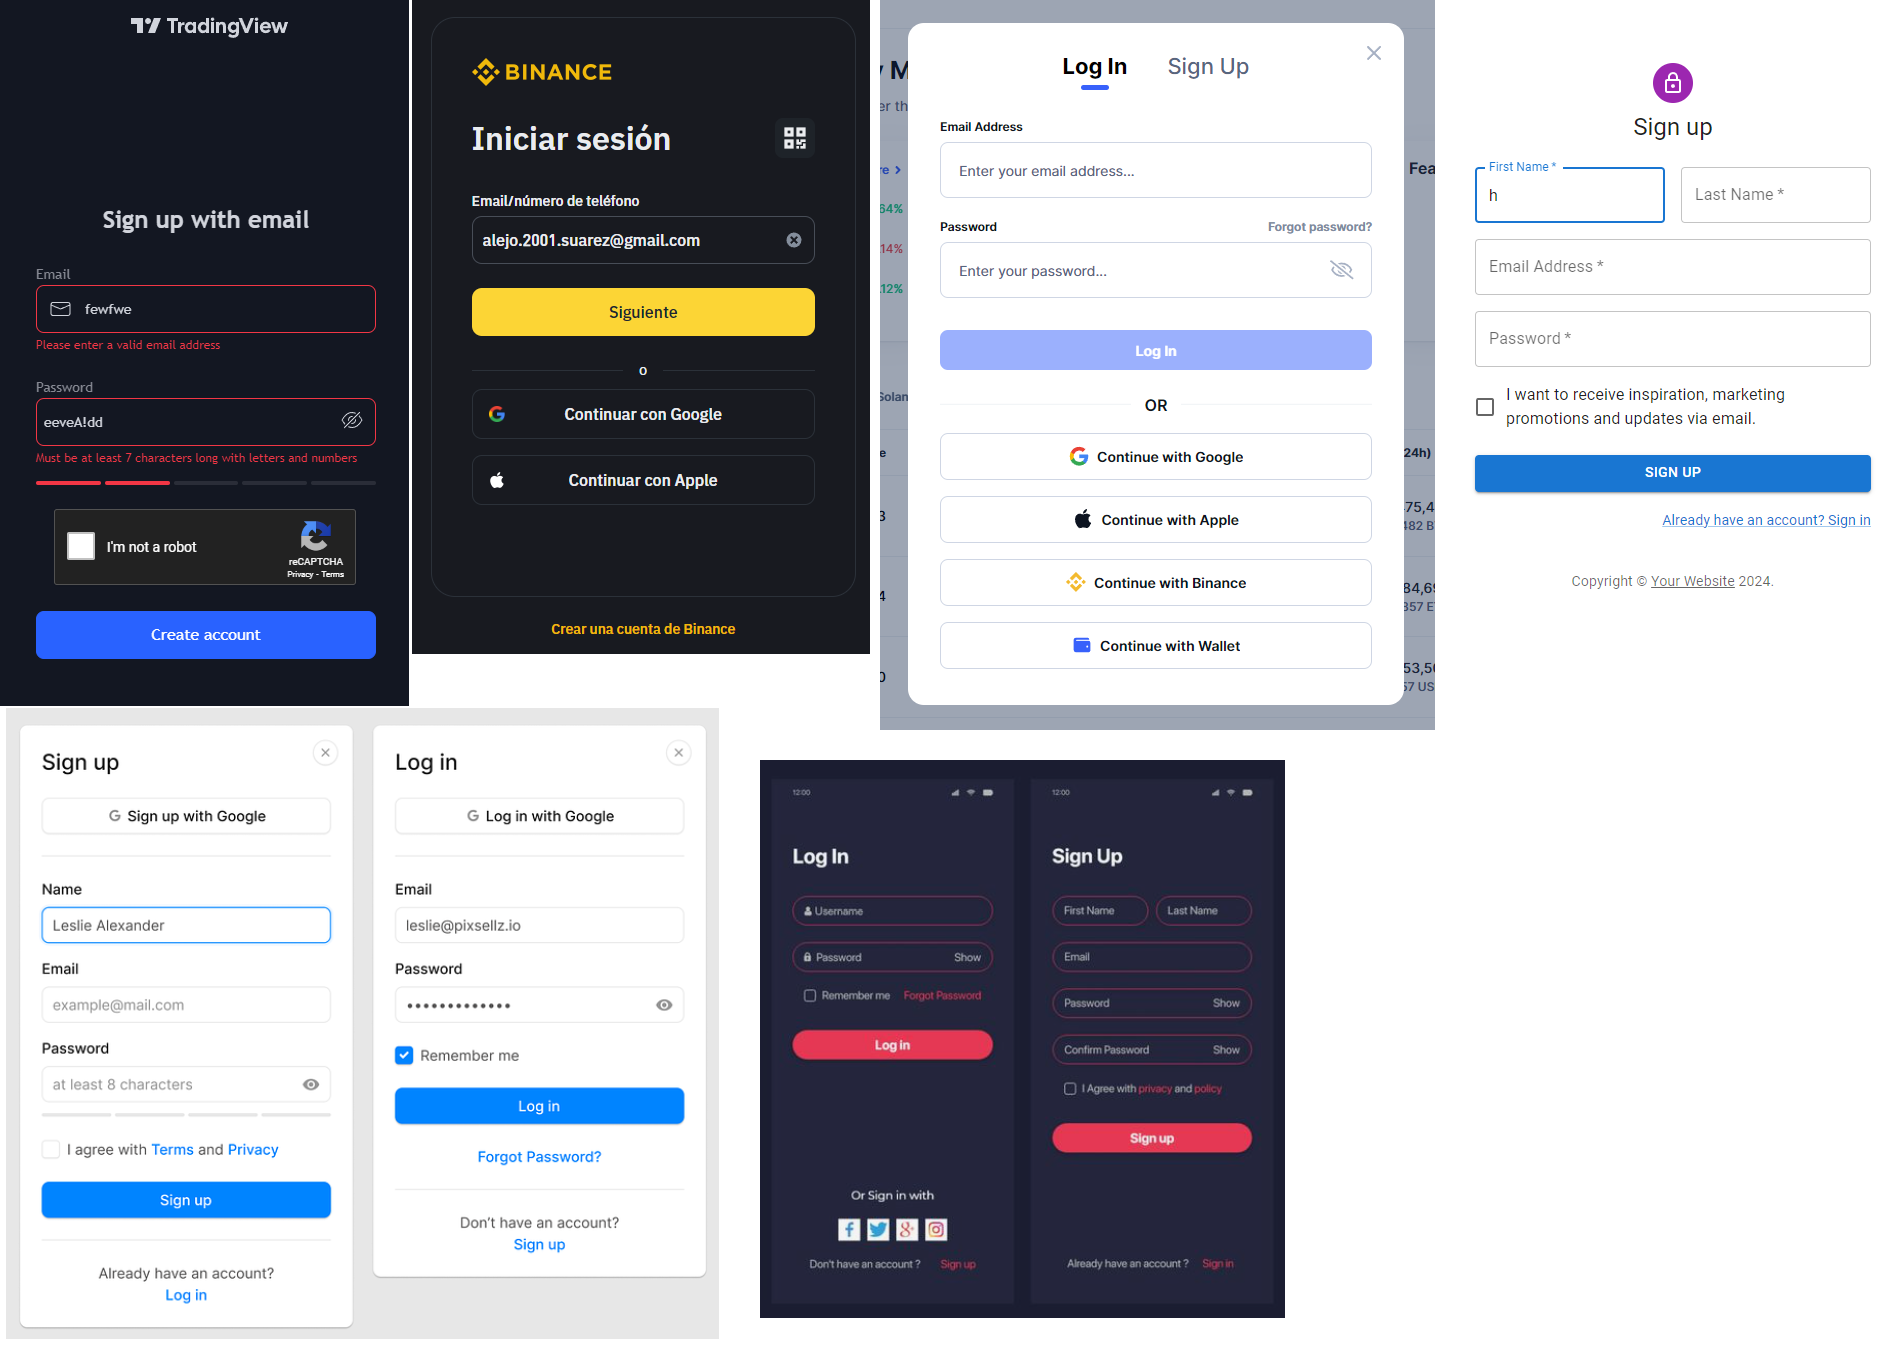 TradingView
Sign up with email
Email
fewfwe
Please enter a valid email address
Password
eeveA!dd
Must be at least 7 characters long with letters and numbers
I'm not a robot
reCAPTCHA
Privacy - Terms
Create account
BINANCE
Iniciar sesión
Email/número de teléfono
alejo.2001.suarez@gmail.com
Siguiente
o
Continuar con Google
Continuar con Apple
Crear una cuenta de Binance
Log In Sign Up
Email Address
Enter your email address...
Password Forgot password?
Enter your password...
Log In
OR
Continue with Google
Continue with Apple
Continue with Binance
Continue with Wallet
64%
14%
12%
Sign up
First Name *
h
Last Name *
Email Address *
Password *
I want to receive inspiration, marketing
promotions and updates via email.
SIGN UP
Already have an account? Sign in
Copyright © Your Website 2024.
Sign up
G Sign up with Google
Name
Leslie Alexander
Email
example@mail.com
Password
at least 8 characters
I agree with Terms and Privacy
Sign up
Already have an account?
Log in
Log in
G Log in with Google
Email
leslie@pixsellz.io
Password
Remember me
Log in
Forgot Password?
Don't have an account?
Sign up
12:00
Log In
Username
Password Show
Remember me Forgot Password
Log in
Or Sign in with
Don't have an account ? Sign up
12:00
Sign Up
First Name Last Name
Email
Password Show
Confirm Password Show
I Agree with privacy and policy
Sign up
Already have an account ? Sign in